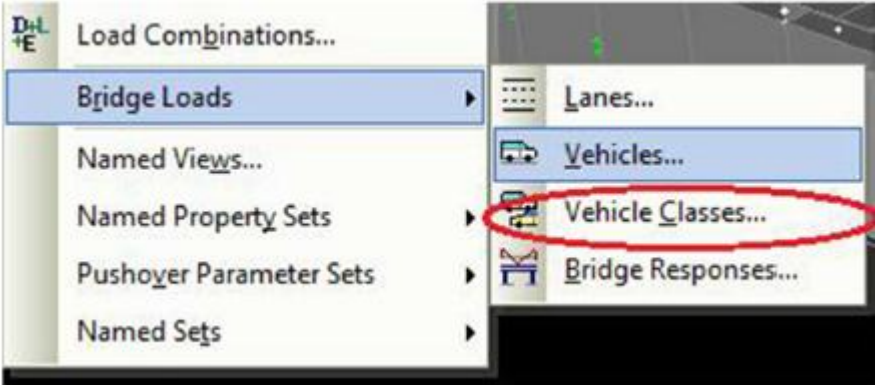 D+L
+E
Load Combinations...
Bridge Loads
Named Views...
Named Property Sets
Pushover Parameter Sets
Named Sets
Lanes...
Vehicles...
Vehicle Classes...
Bridge Responses...